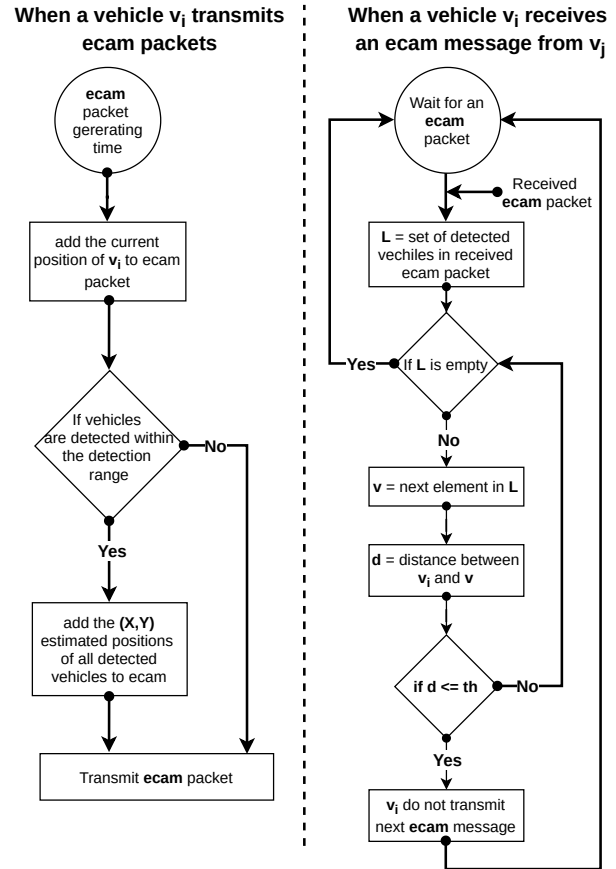 When a vehicle vi transmits
ecam packets
ecam
packet
gererating
time
add the current
position of vi to ecam
packet
If vehicles
are detected within
the detection
range
No
Yes
add the (X,Y)
estimated positions
of all detected
vehicles to ecam
Transmit ecam packet
When a vehicle vi receives
an ecam message from vj
Wait for an
ecam
packet
Received
ecam packet
L = set of detected
vechiles in received
ecam packet
Yes
If L is empty
No
v = next element in L
d = distance between
vi and v
if d <= th
No
Yes
vi do not transmit
next ecam message